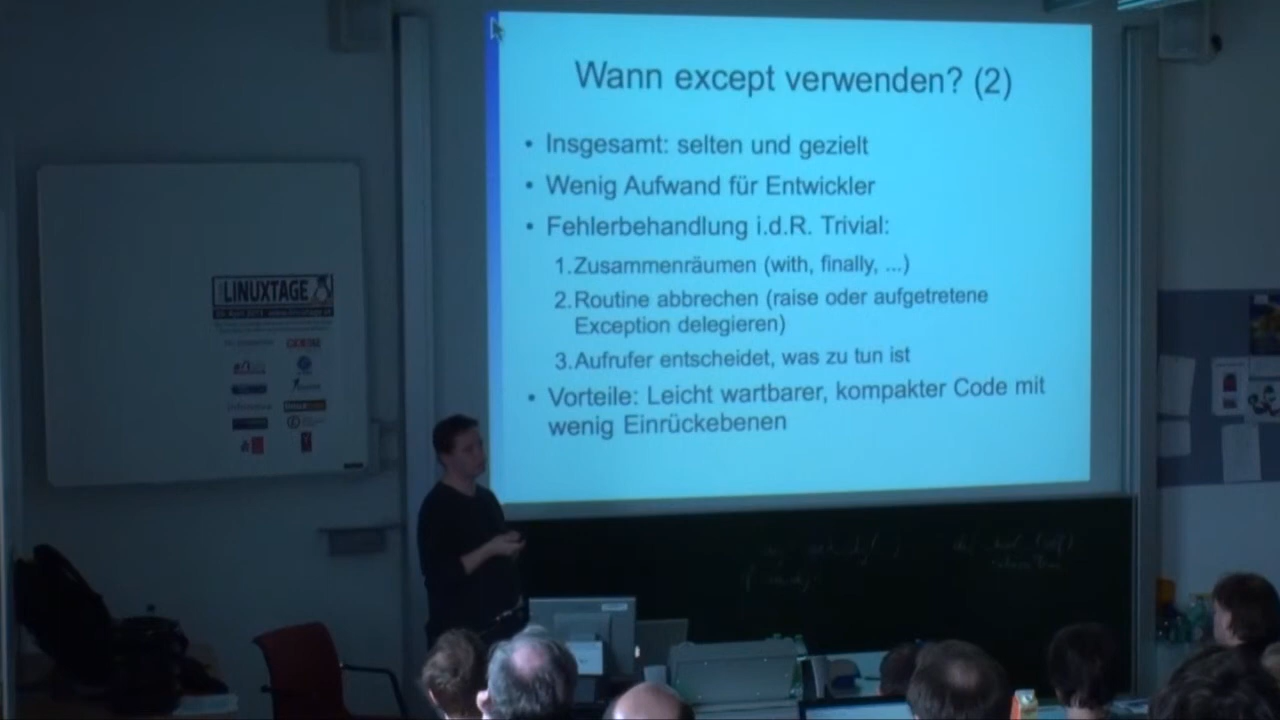 Wann except verwenden? (2)
• Insgesamt: selten und gezielt
• Wenig Aufwand für Entwickler
• Fehlerbehandlung i.d.R. Trivial:
1.Zusammenräumen (with, finally, ...)
2.Routine abbrechen (raise oder aufgetretene
Exception delegieren)
3.Aufrufer entscheidet, was zu tun ist
• Vorteile: Leicht wartbarer, kompakter Code mit
wenig Einrückebenen
LINUXTAGE